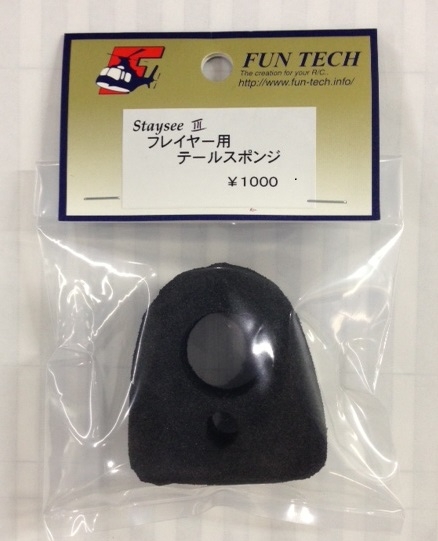 FUN TECH
The creation for your R/C..
http://www.fun-tech.info/
Staysee Ⅲ
フレイヤー用
テールスポンジ
￥1000